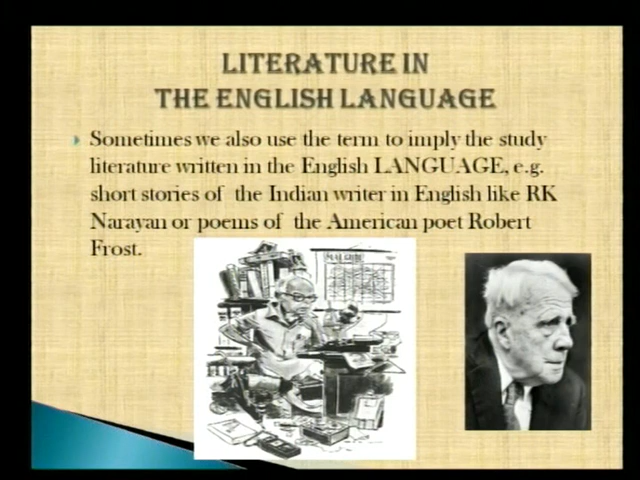 LITERATURE IN
THE ENGLISH LANGUAGE
Sometimes we also use the term to imply the study
literature written in the English LANGUAGE, e.g.
short stories of the Indian writer in English like RK
Narayan or poems of the American poet Robert
Frost.
MALGUDI